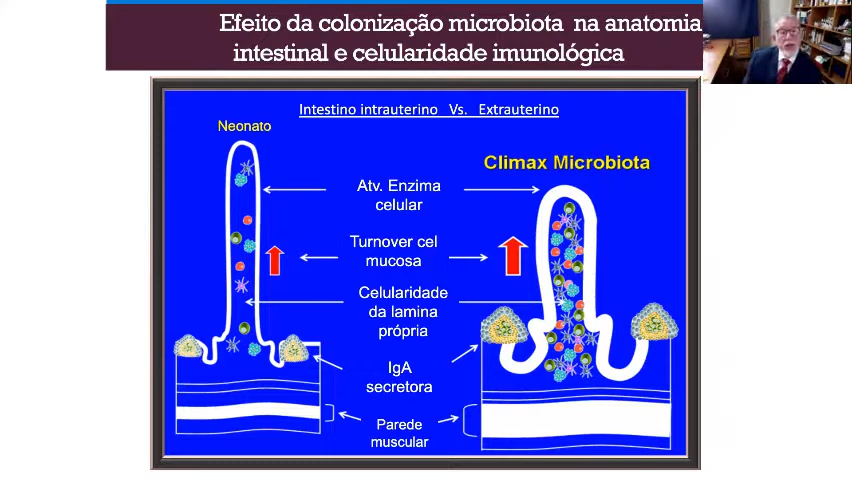 Efeito da colonização microbiota na anatomia
intestinal e celularidade imunológica
Intestino intrauterino Vs. Extrauterino
Neonato
Climax Microbiota
Atv. Enzima
celular
Turnover cel
mucosa
Celularidade
da lamina
própria
IgA
secretora
Parede
muscular